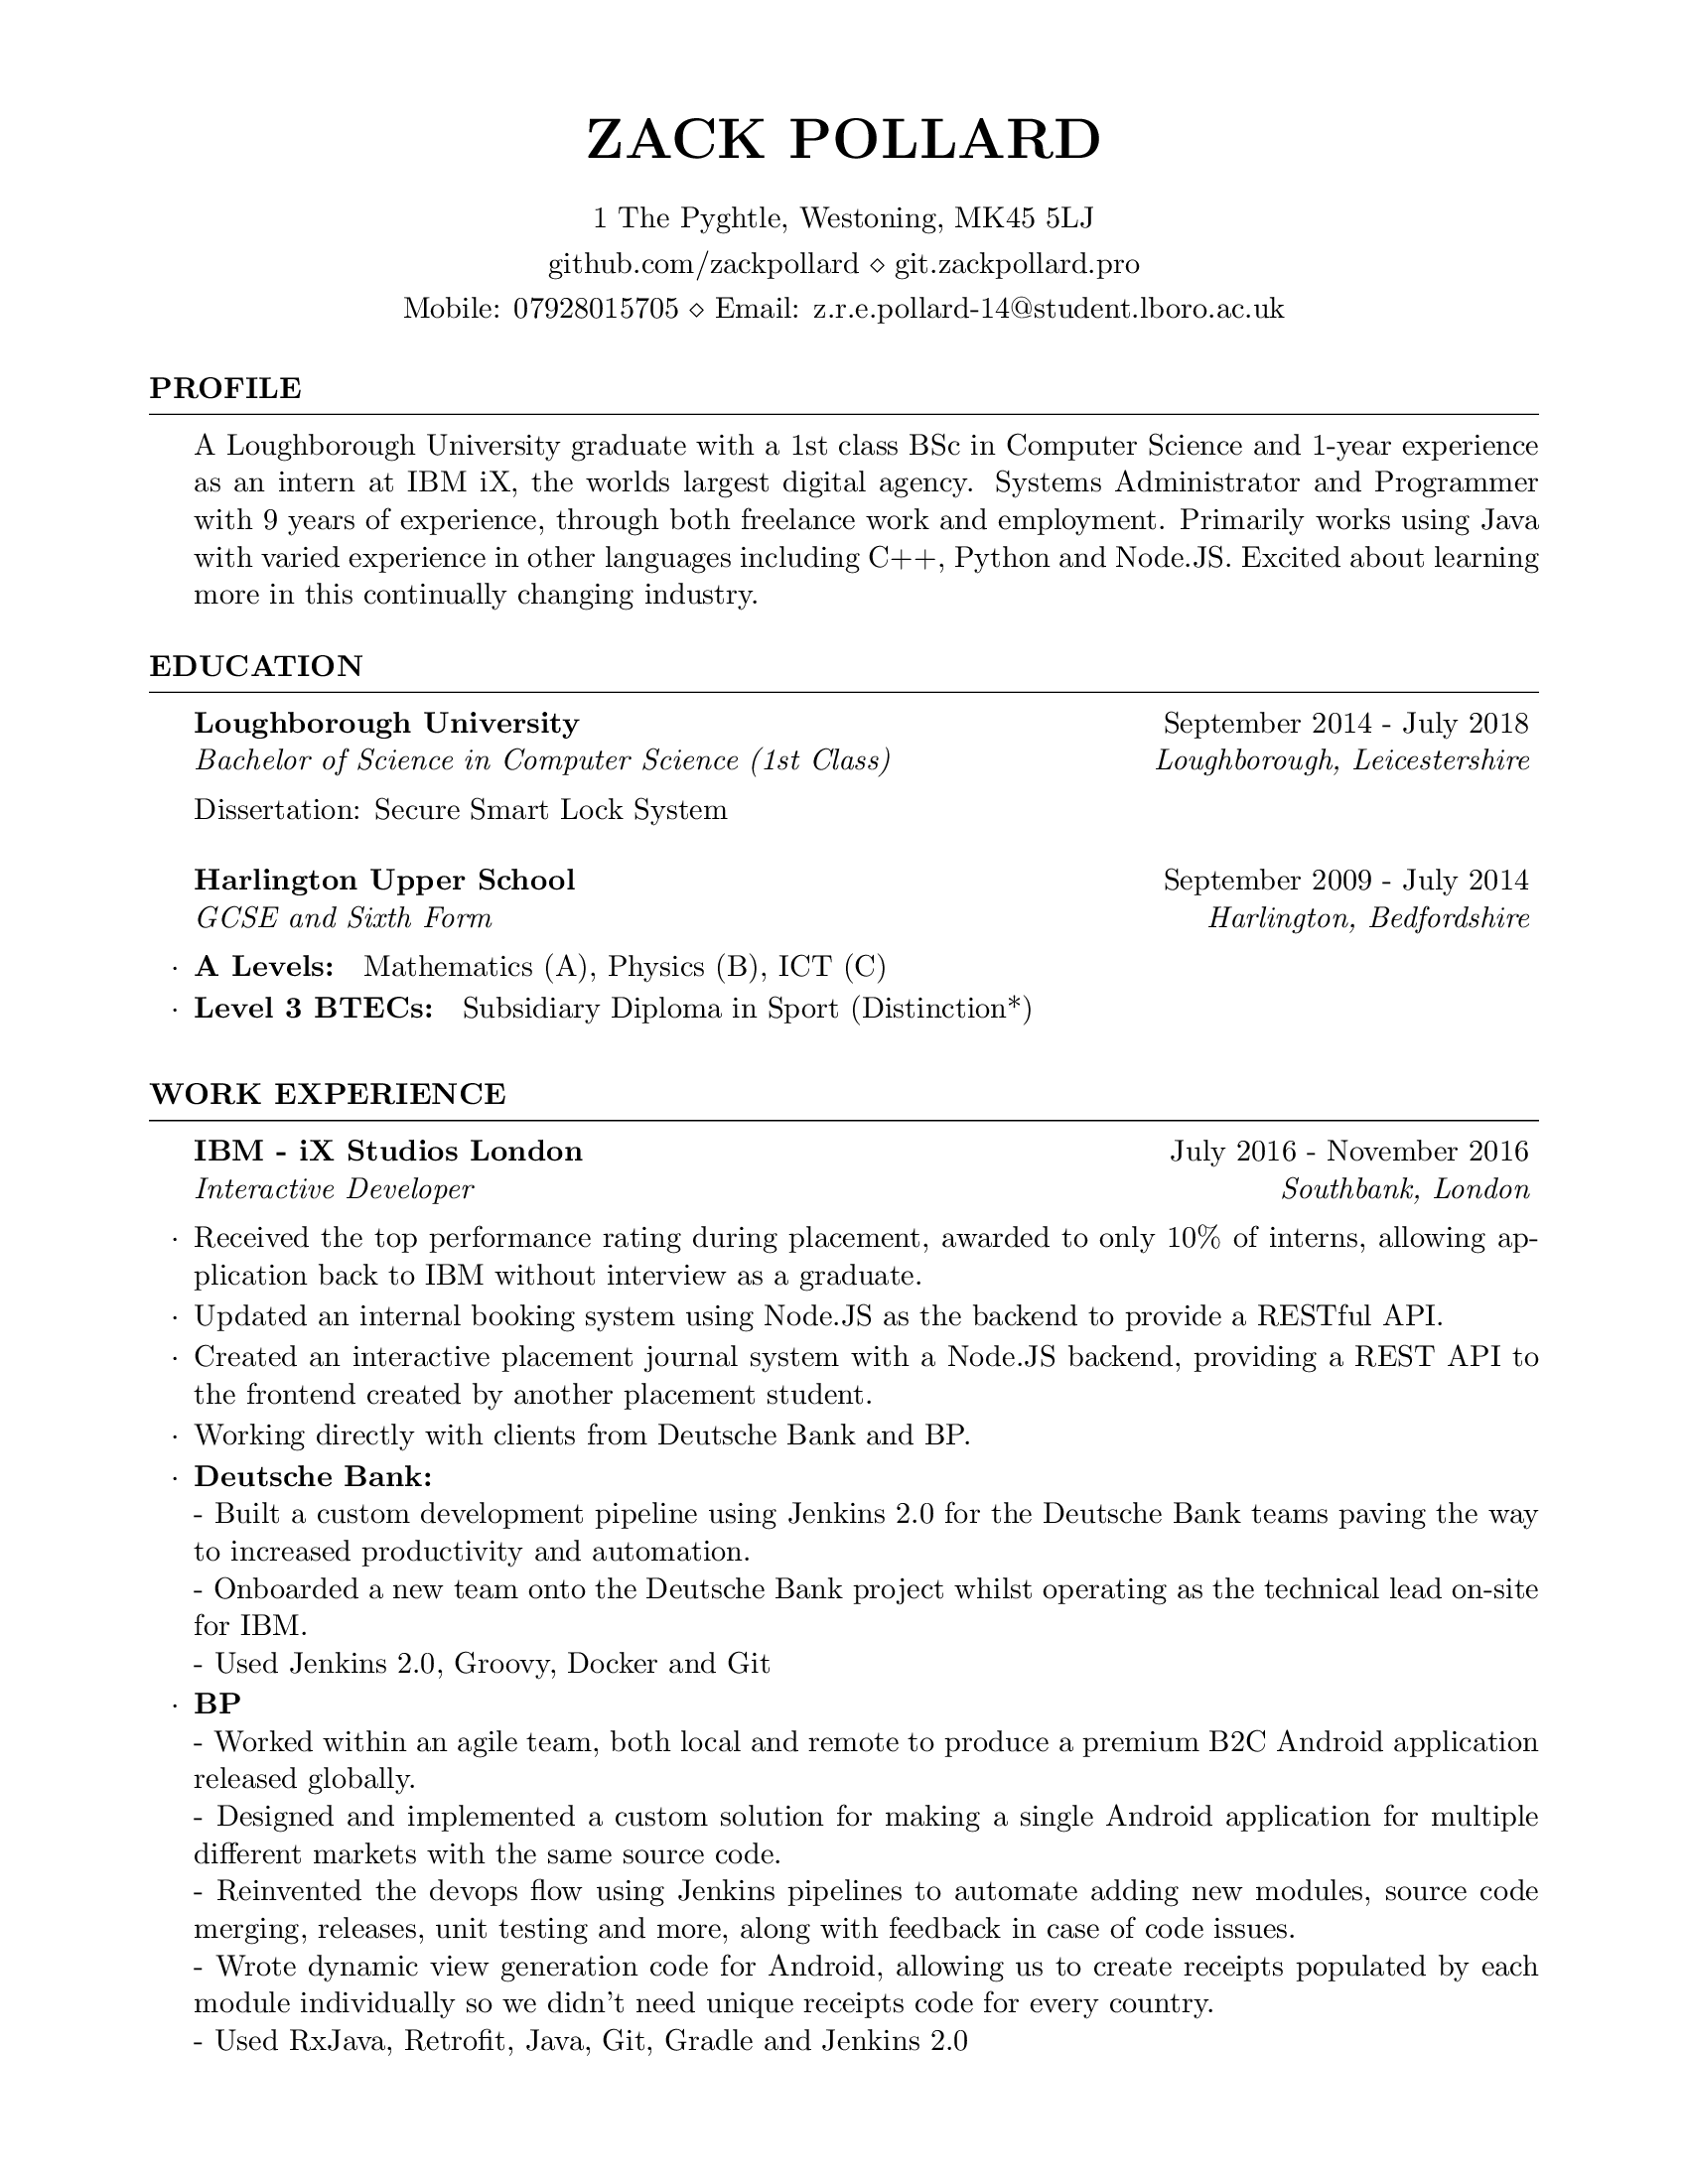 ZACK POLLARD
1 The Pyghtle, Westoning, MK45 5LJ
github.com/zackpollard ⋄ git.zackpollard.pro
Mobile: 07928015705 ⋄ Email: z.r.e.pollard-14@student.lboro.ac.uk
PROFILE
A Loughborough University graduate with a 1st class BSc in Computer Science and 1-year experience
as an intern at IBM iX, the worlds largest digital agency. Systems Administrator and Programmer
with 9 years of experience, through both freelance work and employment. Primarily works using Java
with varied experience in other languages including C++, Python and Node.JS. Excited about learning
more in this continually changing industry.
EDUCATION
Loughborough University September 2014 - July 2018
Bachelor of Science in Computer Science (1st Class) Loughborough, Leicestershire
Dissertation: Secure Smart Lock System
Harlington Upper School September 2009 - July 2014
GCSE and Sixth Form Harlington, Bedfordshire
· A Levels: Mathematics (A), Physics (B), ICT (C)
· Level 3 BTECs: Subsidiary Diploma in Sport (Distinction*)
WORK EXPERIENCE
IBM - iX Studios London July 2016 - November 2016
Interactive Developer Southbank, London
· Received the top performance rating during placement, awarded to only 10% of interns, allowing ap-
plication back to IBM without interview as a graduate.
· Updated an internal booking system using Node.JS as the backend to provide a RESTful API.
· Created an interactive placement journal system with a Node.JS backend, providing a REST API to
the frontend created by another placement student.
· Working directly with clients from Deutsche Bank and BP.
· Deutsche Bank:
- Built a custom development pipeline using Jenkins 2.0 for the Deutsche Bank teams paving the way
to increased productivity and automation.
- Onboarded a new team onto the Deutsche Bank project whilst operating as the technical lead on-site
for IBM.
- Used Jenkins 2.0, Groovy, Docker and Git
· BP
- Worked within an agile team, both local and remote to produce a premium B2C Android application
released globally.
- Designed and implemented a custom solution for making a single Android application for multiple
different markets with the same source code.
- Reinvented the devops flow using Jenkins pipelines to automate adding new modules, source code
merging, releases, unit testing and more, along with feedback in case of code issues.
- Wrote dynamic view generation code for Android, allowing us to create receipts populated by each
module individually so we didn't need unique receipts code for every country.
- Used RxJava, Retrofit, Java, Git, Gradle and Jenkins 2.0